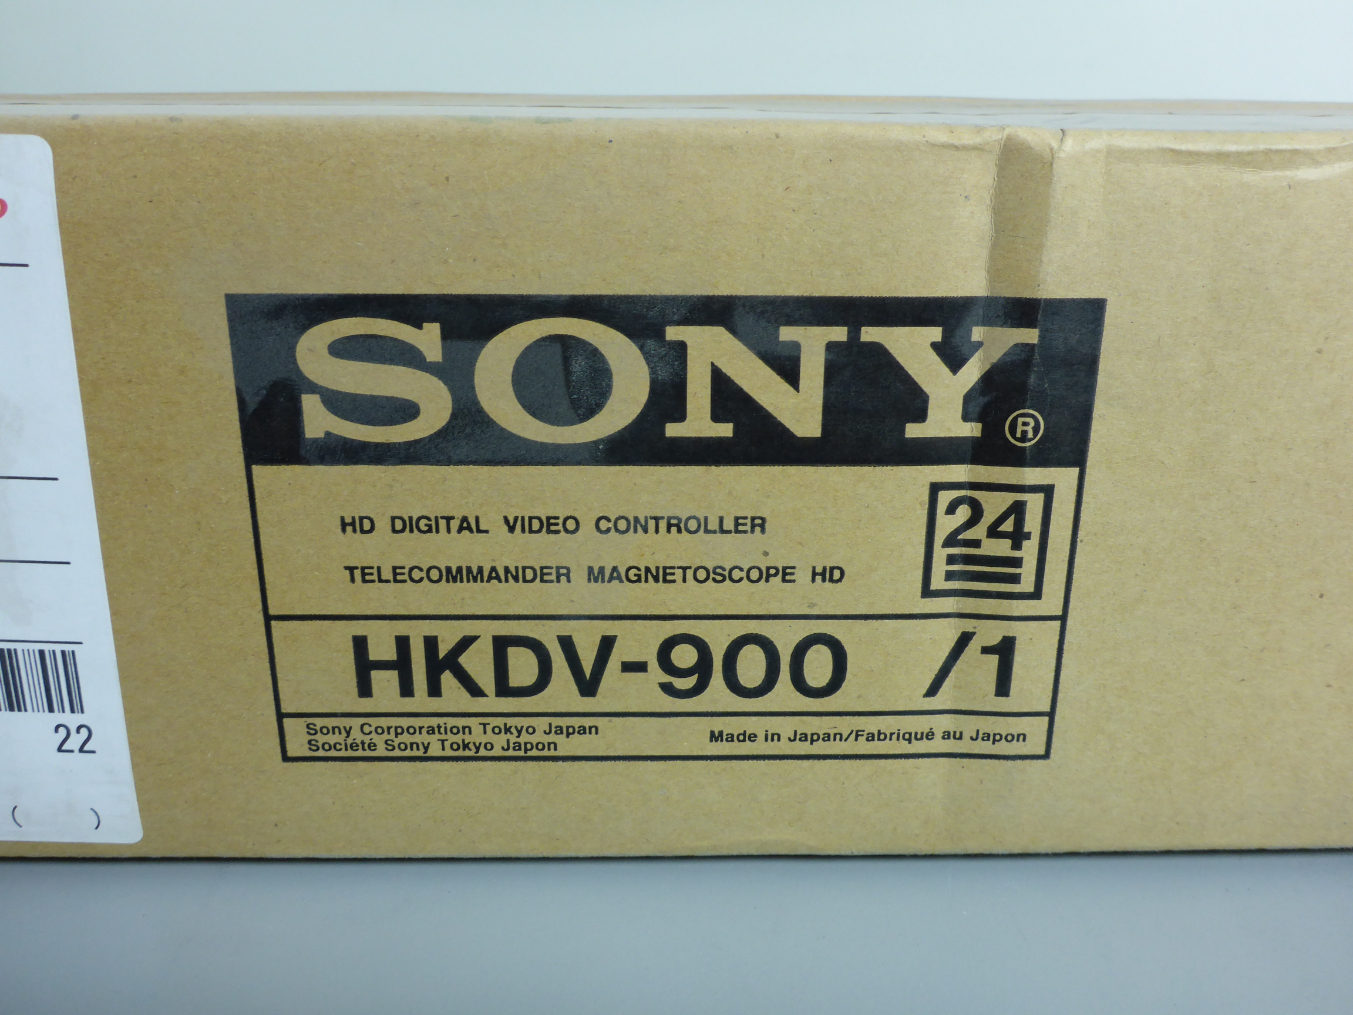 SONY®
HD DIGITAL VIDEO CONTROLLER
TELECOMMANDER MAGNETOSCOPE HD
24
HKDV-900 /1
Sony Corporation Tokyo Japan
Société Sony Tokyo Japon
Made in Japan/Fabriqué au Japon
22
( )